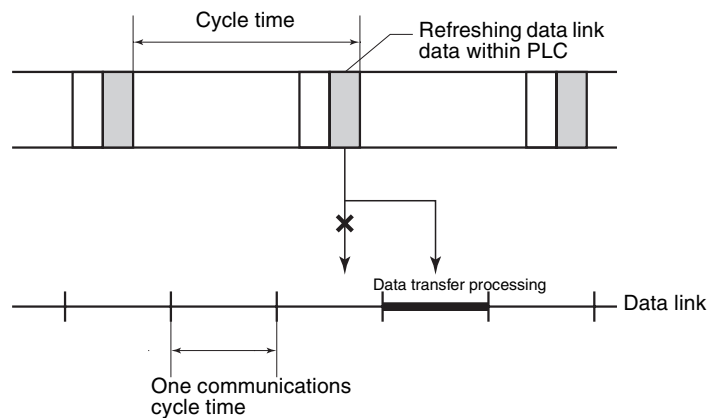 Cycle time
Refreshing data link
data within PLC
Data transfer processing
Data link
One communications
cycle time